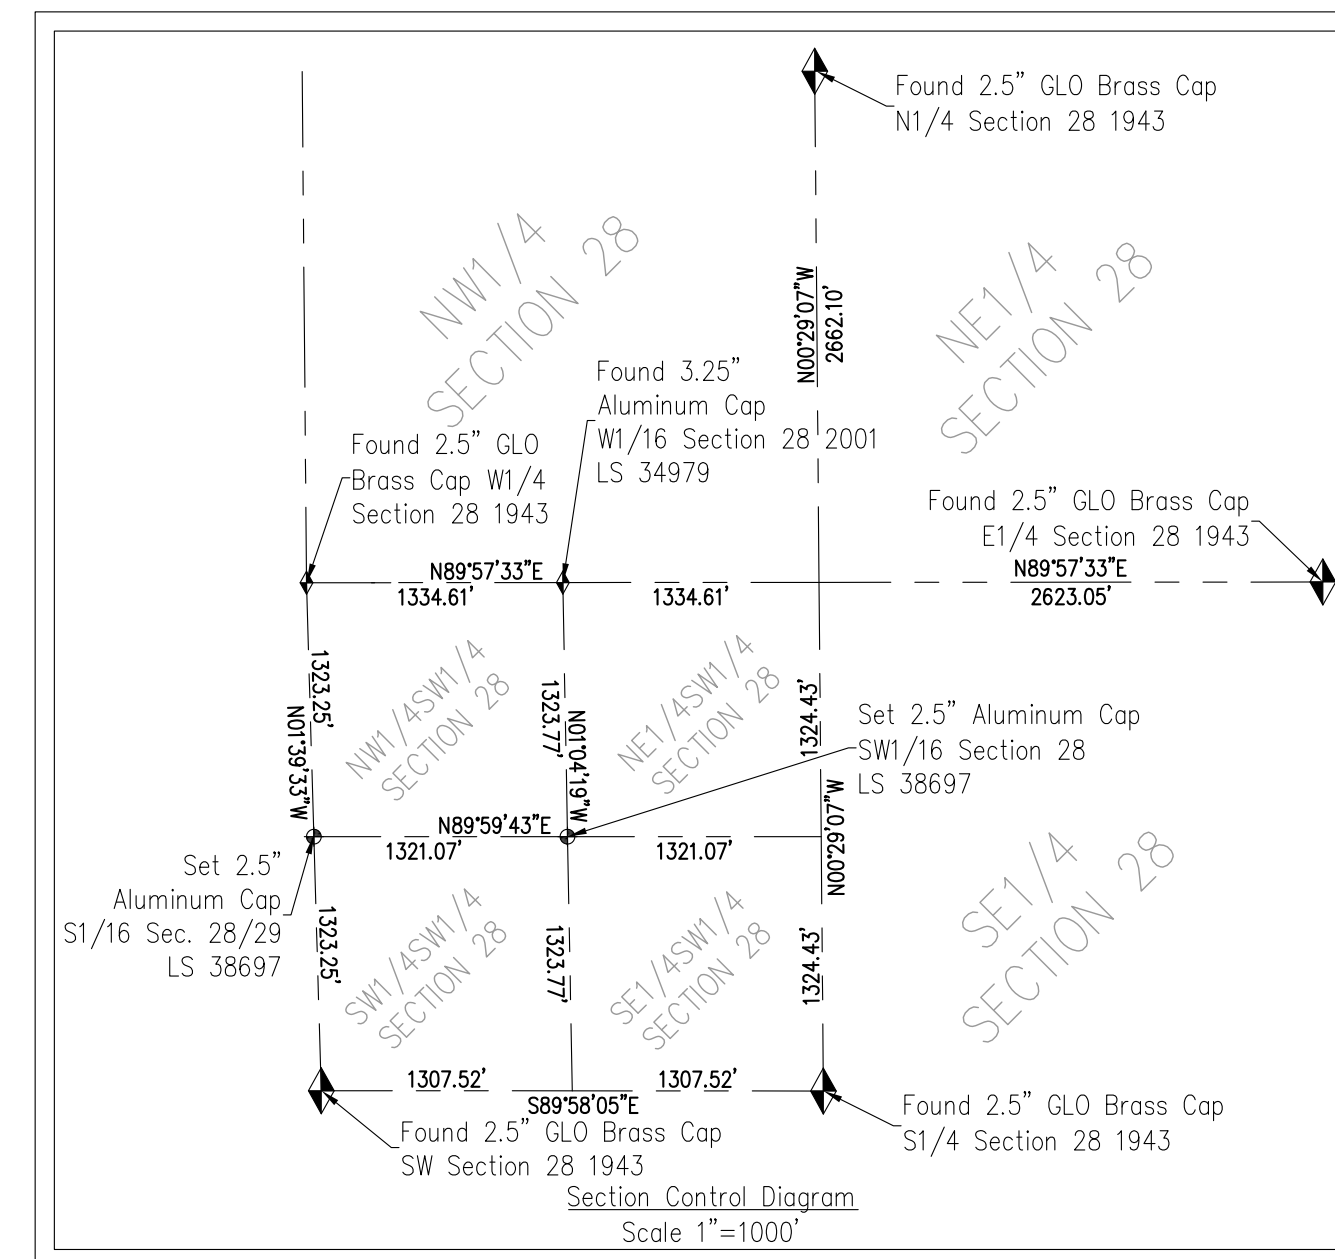 Found 2.5" GLO Brass Cap
N1/4 Section 28 1943
NW1/4
SECTION 28
NE1/4
SECTION 28
N00°29'07"W
2662.10'
Found 3.25"
Aluminum Cap
W1/16 Section 28 2001
LS 34979
Found 2.5" GLO
Brass Cap W1/4
Section 28 1943
Found 2.5" GLO Brass Cap
E1/4 Section 28 1943
N89°57'33"E
1334.61'
1334.61'
N89°57'33"E
2623.05'
1323.25'
N01°39'33"W
NW1/4SW1/4
SECTION 28
1323.77'
N01°04'19"W
NE1/4SW1/4
SECTION 28
1324.43'
N00°29'07"W
Set 2.5" Aluminum Cap
SW1/16 Section 28
LS 38697
N89°59'43"E
1321.07'
1321.07'
Set 2.5"
Aluminum Cap
S1/16 Sec. 28/29
LS 38697
1323.25'
SW1/4SW1/4
SECTION 28
1323.77'
SE1/4SW1/4
SECTION 28
1324.43'
SE1/4
SECTION 28
1307.52'
1307.52'
S89°58'05"E
Found 2.5" GLO Brass Cap
SW Section 28 1943
Found 2.5" GLO Brass Cap
S1/4 Section 28 1943
Section Control Diagram
Scale 1"=1000'